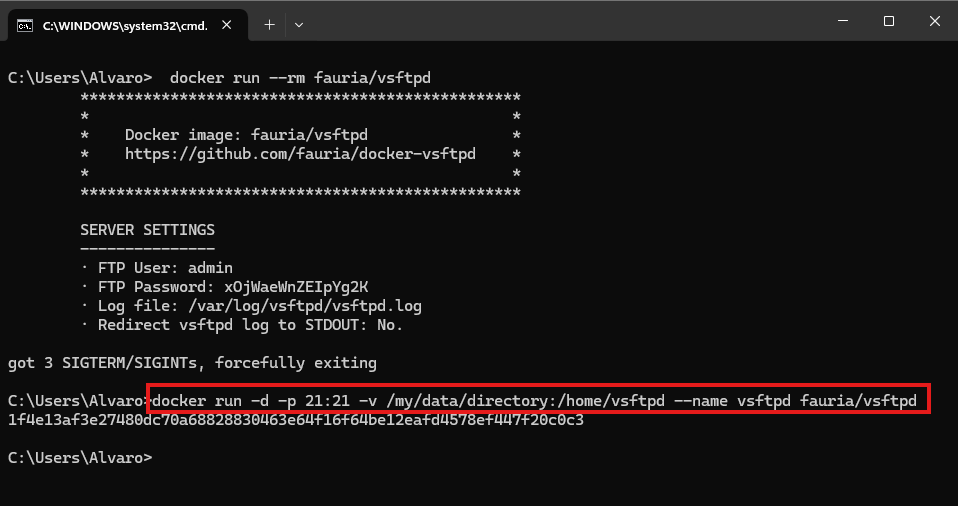 C:\WINDOWS\system32\cmd.
C:\Users\Alvaro>  docker run --rm fauria/vsftpd
*************************************************
*                                               *
*    Docker image: fauria/vsftpd                *
*    https://github.com/fauria/docker-vsftpd    *
*                                               *
*************************************************
SERVER SETTINGS
---------------
· FTP User: admin
· FTP Password: xOjWaeWnZEIpYg2K
· Log file: /var/log/vsftpd/vsftpd.log
· Redirect vsftpd log to STDOUT: No.
got 3 SIGTERM/SIGINTs, forcefully exiting
C:\Users\Alvaro>docker run -d -p 21:21 -v /my/data/directory:/home/vsftpd --name vsftpd fauria/vsftpd
1f4e13af3e27480dc70a68828830463e64f16f64be12eafd4578ef447f20c0c3
C:\Users\Alvaro>